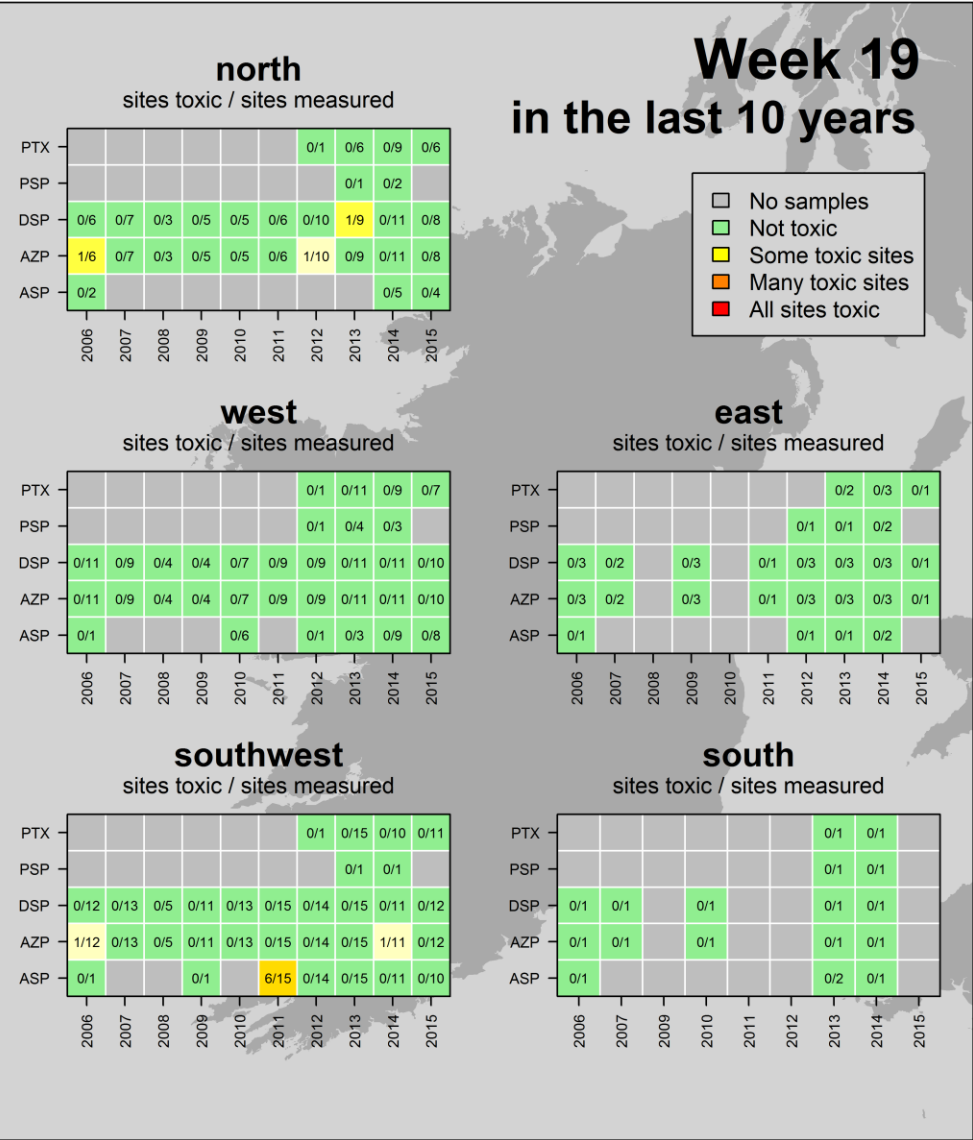 Week 19
in the last 10 years
No samples
Not toxic
Some toxic sites
Many toxic sites
All sites toxic
north
sites toxic / sites measured
PTX 0/1 0/6 0/9 0/6
PSP 0/1 0/2
DSP 0/6 0/7 0/3 0/5 0/5 0/6 0/10 1/9 0/11 0/8
AZP 1/6 0/7 0/3 0/5 0/5 0/6 1/10 0/9 0/11 0/8
ASP 0/2 0/5 0/4
2006 2007 2008 2009 2010 2011 2012 2013 2014 2015
west
sites toxic / sites measured
PTX 0/1 0/11 0/9 0/7
PSP 0/1 0/4 0/3
DSP 0/11 0/9 0/4 0/4 0/7 0/9 0/9 0/11 0/11 0/10
AZP 0/11 0/9 0/4 0/4 0/7 0/9 0/9 0/11 0/11 0/10
ASP 0/1 0/6 0/1 0/3 0/9 0/8
2006 2007 2008 2009 2010 2011 2012 2013 2014 2015
east
sites toxic / sites measured
PTX 0/2 0/3 0/1
PSP 0/1 0/1 0/2
DSP 0/3 0/2 0/3 0/1 0/3 0/3 0/3 0/1
AZP 0/3 0/2 0/3 0/1 0/3 0/3 0/3 0/1
ASP 0/1 0/1 0/1 0/2
2006 2007 2008 2009 2010 2011 2012 2013 2014 2015
southwest
sites toxic / sites measured
PTX 0/1 0/15 0/10 0/11
PSP 0/1 0/1
DSP 0/12 0/13 0/5 0/11 0/13 0/15 0/14 0/15 0/11 0/12
AZP 1/12 0/13 0/5 0/11 0/13 0/15 0/14 0/15 1/11 0/12
ASP 0/1 0/1 6/15 0/14 0/15 0/11 0/10
2006 2007 2008 2009 2010 2011 2012 2013 2014 2015
south
sites toxic / sites measured
PTX 0/1 0/1
PSP 0/1 0/1
DSP 0/1 0/1 0/1 0/1 0/1
AZP 0/1 0/1 0/1 0/1 0/1
ASP 0/1 0/2 0/1
2006 2007 2008 2009 2010 2011 2012 2013 2014 2015